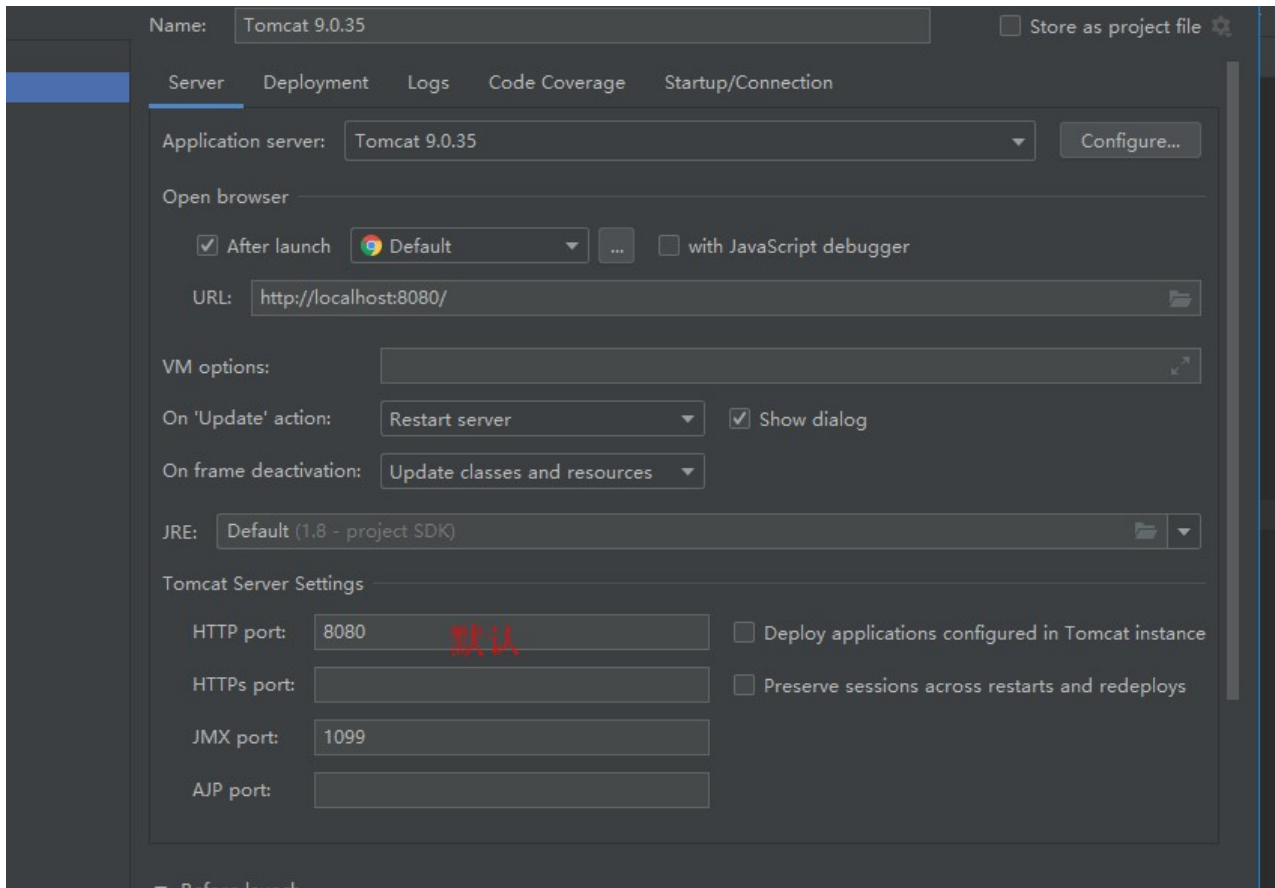 Name: Tomcat 9.0.35 Store as project file
Server Deployment Logs Code Coverage Startup/Connection
Application server: Tomcat 9.0.35 Configure...
Open browser
After launch Default ... with JavaScript debugger
URL: http://localhost:8080/
VM options:
On 'Update' action: Restart server Show dialog
On frame deactivation: Update classes and resources
JRE: Default (1.8 - project SDK)
Tomcat Server Settings
HTTP port: 8080 默认 Deploy applications configured in Tomcat instance
HTTPs port: Preserve sessions across restarts and redeploys
JMX port: 1099
AJP port:
Before launch